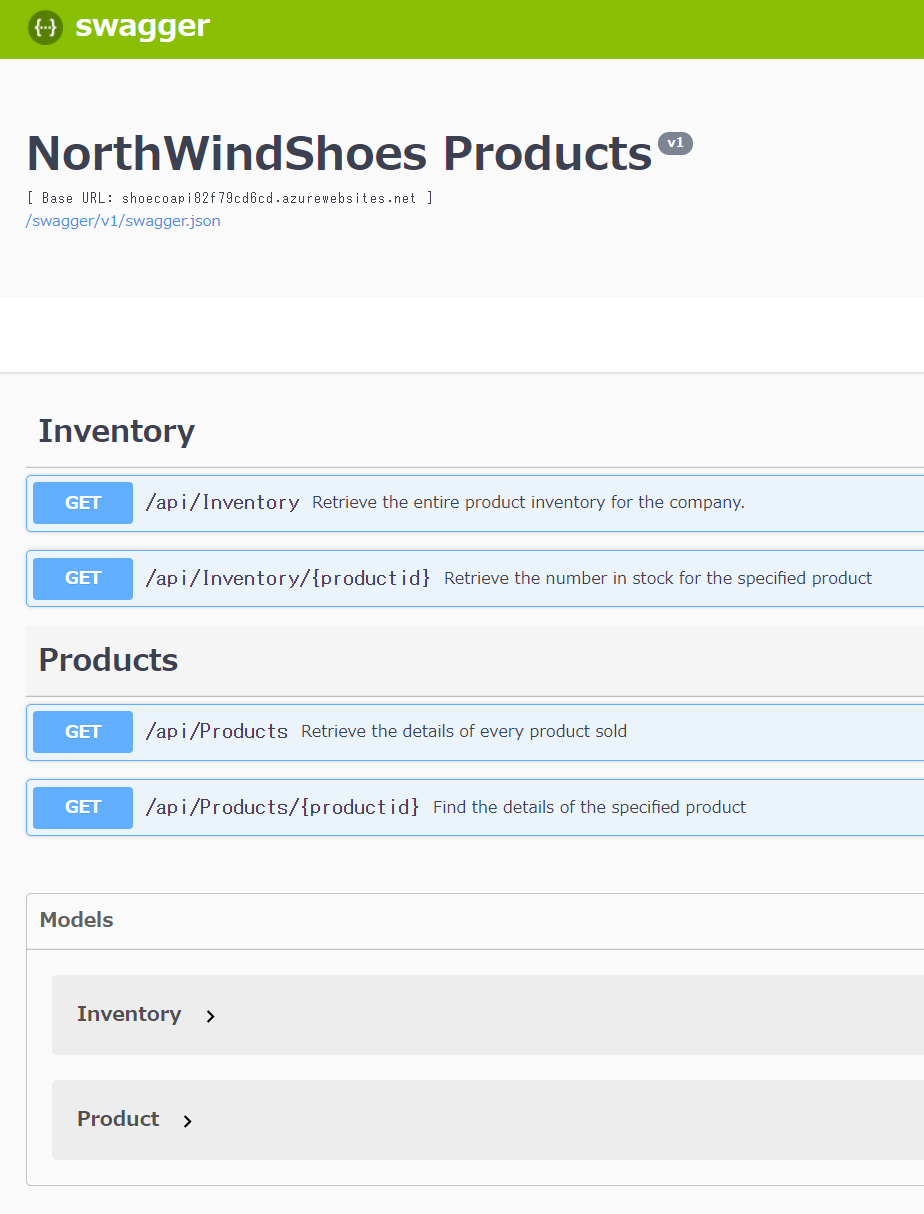 {···} swagger
NorthWindShoes Products v1
[ Base URL: shoecoapi82f79cd6cd.azurewebsites.net ]
/swagger/v1/swagger.json
Inventory
GET /api/Inventory Retrieve the entire product inventory for the company.
GET /api/Inventory/{productid} Retrieve the number in stock for the specified product
Products
GET /api/Products Retrieve the details of every product sold
GET /api/Products/{productid} Find the details of the specified product
Models
Inventory
Product